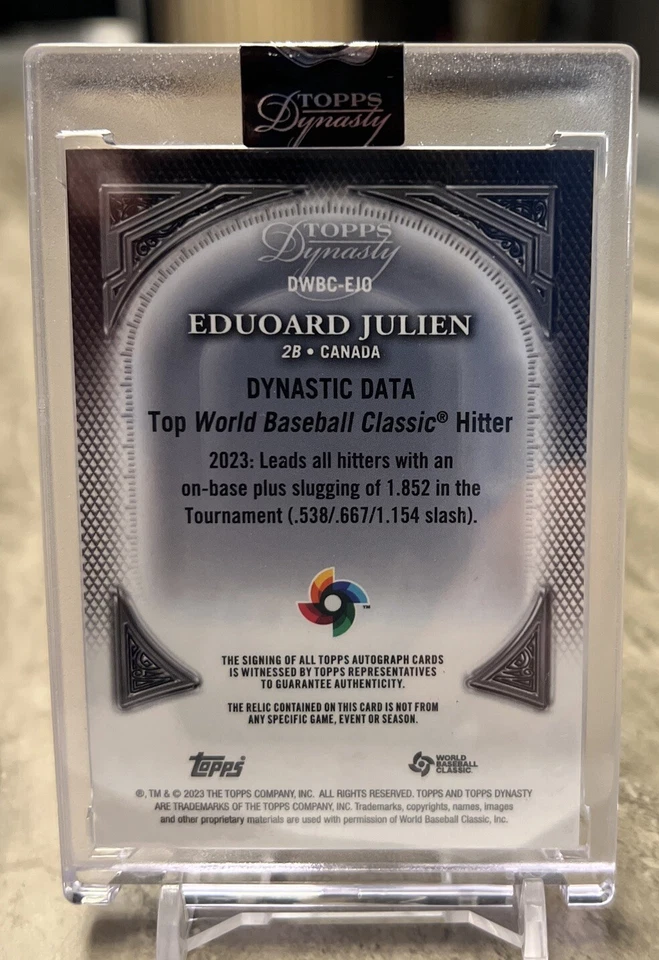 TOPPS
Dynasty
TOPPS
Dynasty
DWBC-EJO
EDUOARD JULIEN
2B • CANADA
DYNASTIC DATA
Top World Baseball Classic® Hitter
2023: Leads all hitters with an
on-base plus slugging of 1.852 in the
Tournament (.538/.667/1.154 slash).
TM
THE SIGNING OF ALL TOPPS AUTOGRAPH CARDS
IS WITNESSED BY TOPPS REPRESENTATIVES
TO GUARANTEE AUTHENTICITY.
THE RELIC CONTAINED ON THIS CARD IS NOT FROM
ANY SPECIFIC GAME, EVENT OR SEASON.
Topps
WORLD
BASEBALL
CLASSIC
®, TM & © 2023 THE TOPPS COMPANY, INC. ALL RIGHTS RESERVED. TOPPS AND TOPPS DYNASTY
ARE TRADEMARKS OF THE TOPPS COMPANY, INC. Trademarks, copyrights, names, images
and other proprietary materials are used with permission of World Baseball Classic, Inc.